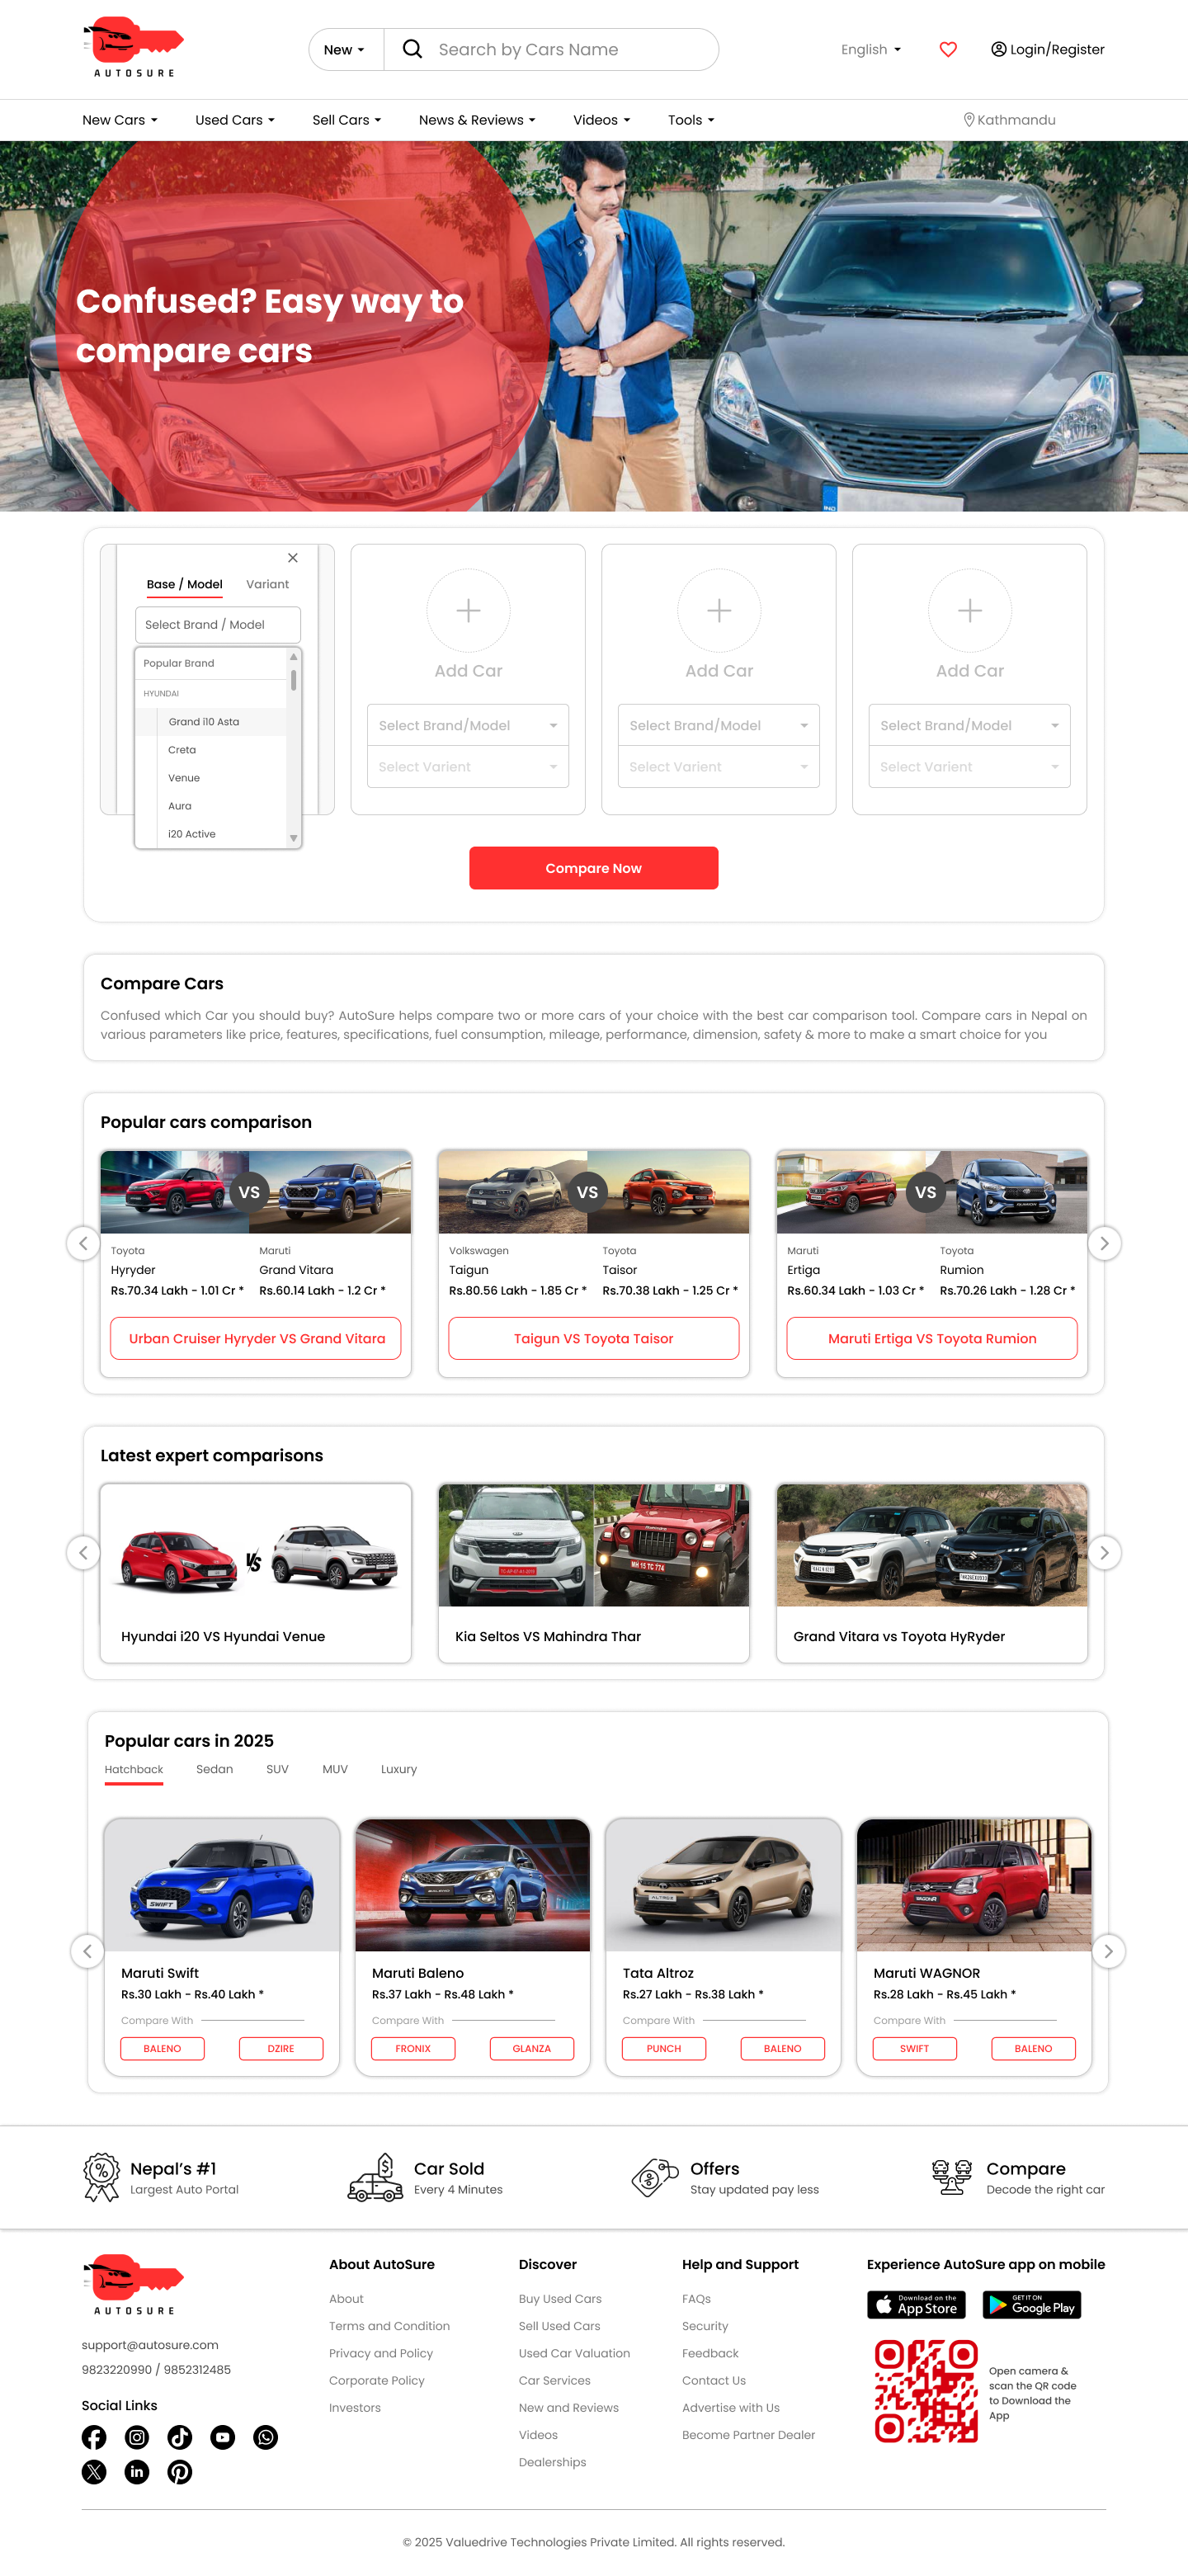 AUTOSURE
New
Search by Cars Name
English
Login/Register
New Cars
Used Cars
Sell Cars
News & Reviews
Videos
Tools
Kathmandu
Confused? Easy way to
compare cars
Base / Model
Variant
Select Brand / Model
Popular Brand
HYUNDAI
Grand i10 Asta
Creta
Venue
Aura
i20 Active
Add Car
Select Brand/Model
Select Varient
Add Car
Select Brand/Model
Select Varient
Add Car
Select Brand/Model
Select Varient
Compare Now
Compare Cars
Confused which Car you should buy? AutoSure helps compare two or more cars of your choice with the best car comparison tool. Compare cars in Nepal on
various parameters like price, features, specifications, fuel consumption, mileage, performance, dimension, safety & more to make a smart choice for you
Popular cars comparison
VS
Toyota
Hyryder
Rs.70.34 Lakh - 1.01 Cr *
Maruti
Grand Vitara
Rs.60.14 Lakh - 1.2 Cr *
Urban Cruiser Hyryder VS Grand Vitara
VS
Volkswagen
Taigun
Rs.80.56 Lakh - 1.85 Cr *
Toyota
Taisor
Rs.70.38 Lakh - 1.25 Cr *
Taigun VS Toyota Taisor
VS
Maruti
Ertiga
Rs.60.34 Lakh - 1.03 Cr *
Toyota
Rumion
Rs.70.26 Lakh - 1.28 Cr *
Maruti Ertiga VS Toyota Rumion
Latest expert comparisons
VS
Hyundai i20 VS Hyundai Venue
MH 15 TC 774
Kia Seltos VS Mahindra Thar
Grand Vitara vs Toyota HyRyder
Popular cars in 2025
Hatchback
Sedan
SUV
MUV
Luxury
SWIFT
Maruti Swift
Rs.30 Lakh - Rs.40 Lakh *
Compare With
BALENO
DZIRE
BALENO
Maruti Baleno
Rs.37 Lakh - Rs.48 Lakh *
Compare With
FRONIX
GLANZA
ALTROZ
Tata Altroz
Rs.27 Lakh - Rs.38 Lakh *
Compare With
PUNCH
BALENO
WAGONR
Maruti WAGNOR
Rs.28 Lakh - Rs.45 Lakh *
Compare With
SWIFT
BALENO
Nepal's #1
Largest Auto Portal
Car Sold
Every 4 Minutes
Offers
Stay updated pay less
Compare
Decode the right car
AUTOSURE
support@autosure.com
9823220990 / 9852312485
Social Links
About AutoSure
About
Terms and Condition
Privacy and Policy
Corporate Policy
Investors
Discover
Buy Used Cars
Sell Used Cars
Used Car Valuation
Car Services
New and Reviews
Videos
Dealerships
Help and Support
FAQs
Security
Feedback
Contact Us
Advertise with Us
Become Partner Dealer
Experience AutoSure app on mobile
Download on the
App Store
GET IT ON
Google Play
Open camera &
scan the QR code
to Download the
App
© 2025 Valuedrive Technologies Private Limited. All rights reserved.